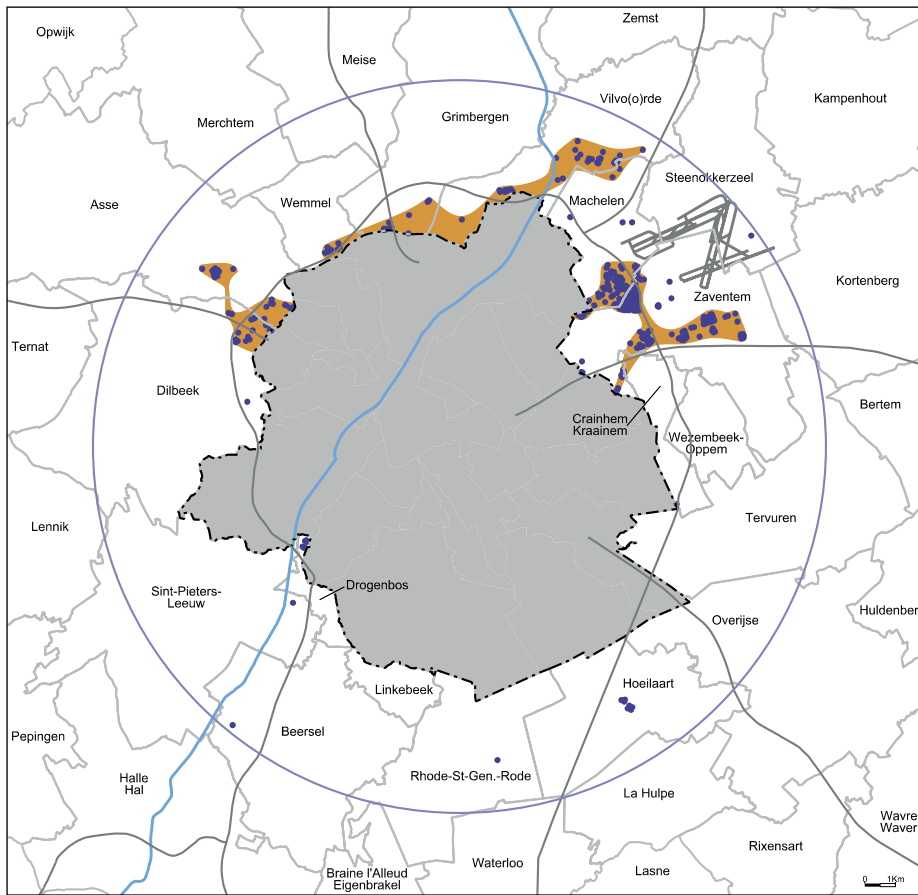 Zemst
Opwijk
Meise
Vilvo(o)rde
Kampenhout
Grimbergen
Merchtem
Steenokkerzeel
Asse
Wemmel
Machelen
Kortenberg
Zaventem
Ternat
Dilbeek
Bertem
Crainhem
Kraainem
Wezembeek-
Oppem
Tervuren
Lennik
Drogenbos
Sint-Pieters-
Leeuw
Huldenber
Overijse
Hoeilaart
Linkebeek
Beersel
Pepingen
Rhode-St-Gen.-Rode
Halle
Hal
La Hulpe
Wavre
Waver
Rixensart
Waterloo
Lasne
Braine l'Alleud
Eigenbrakel
0 1Km